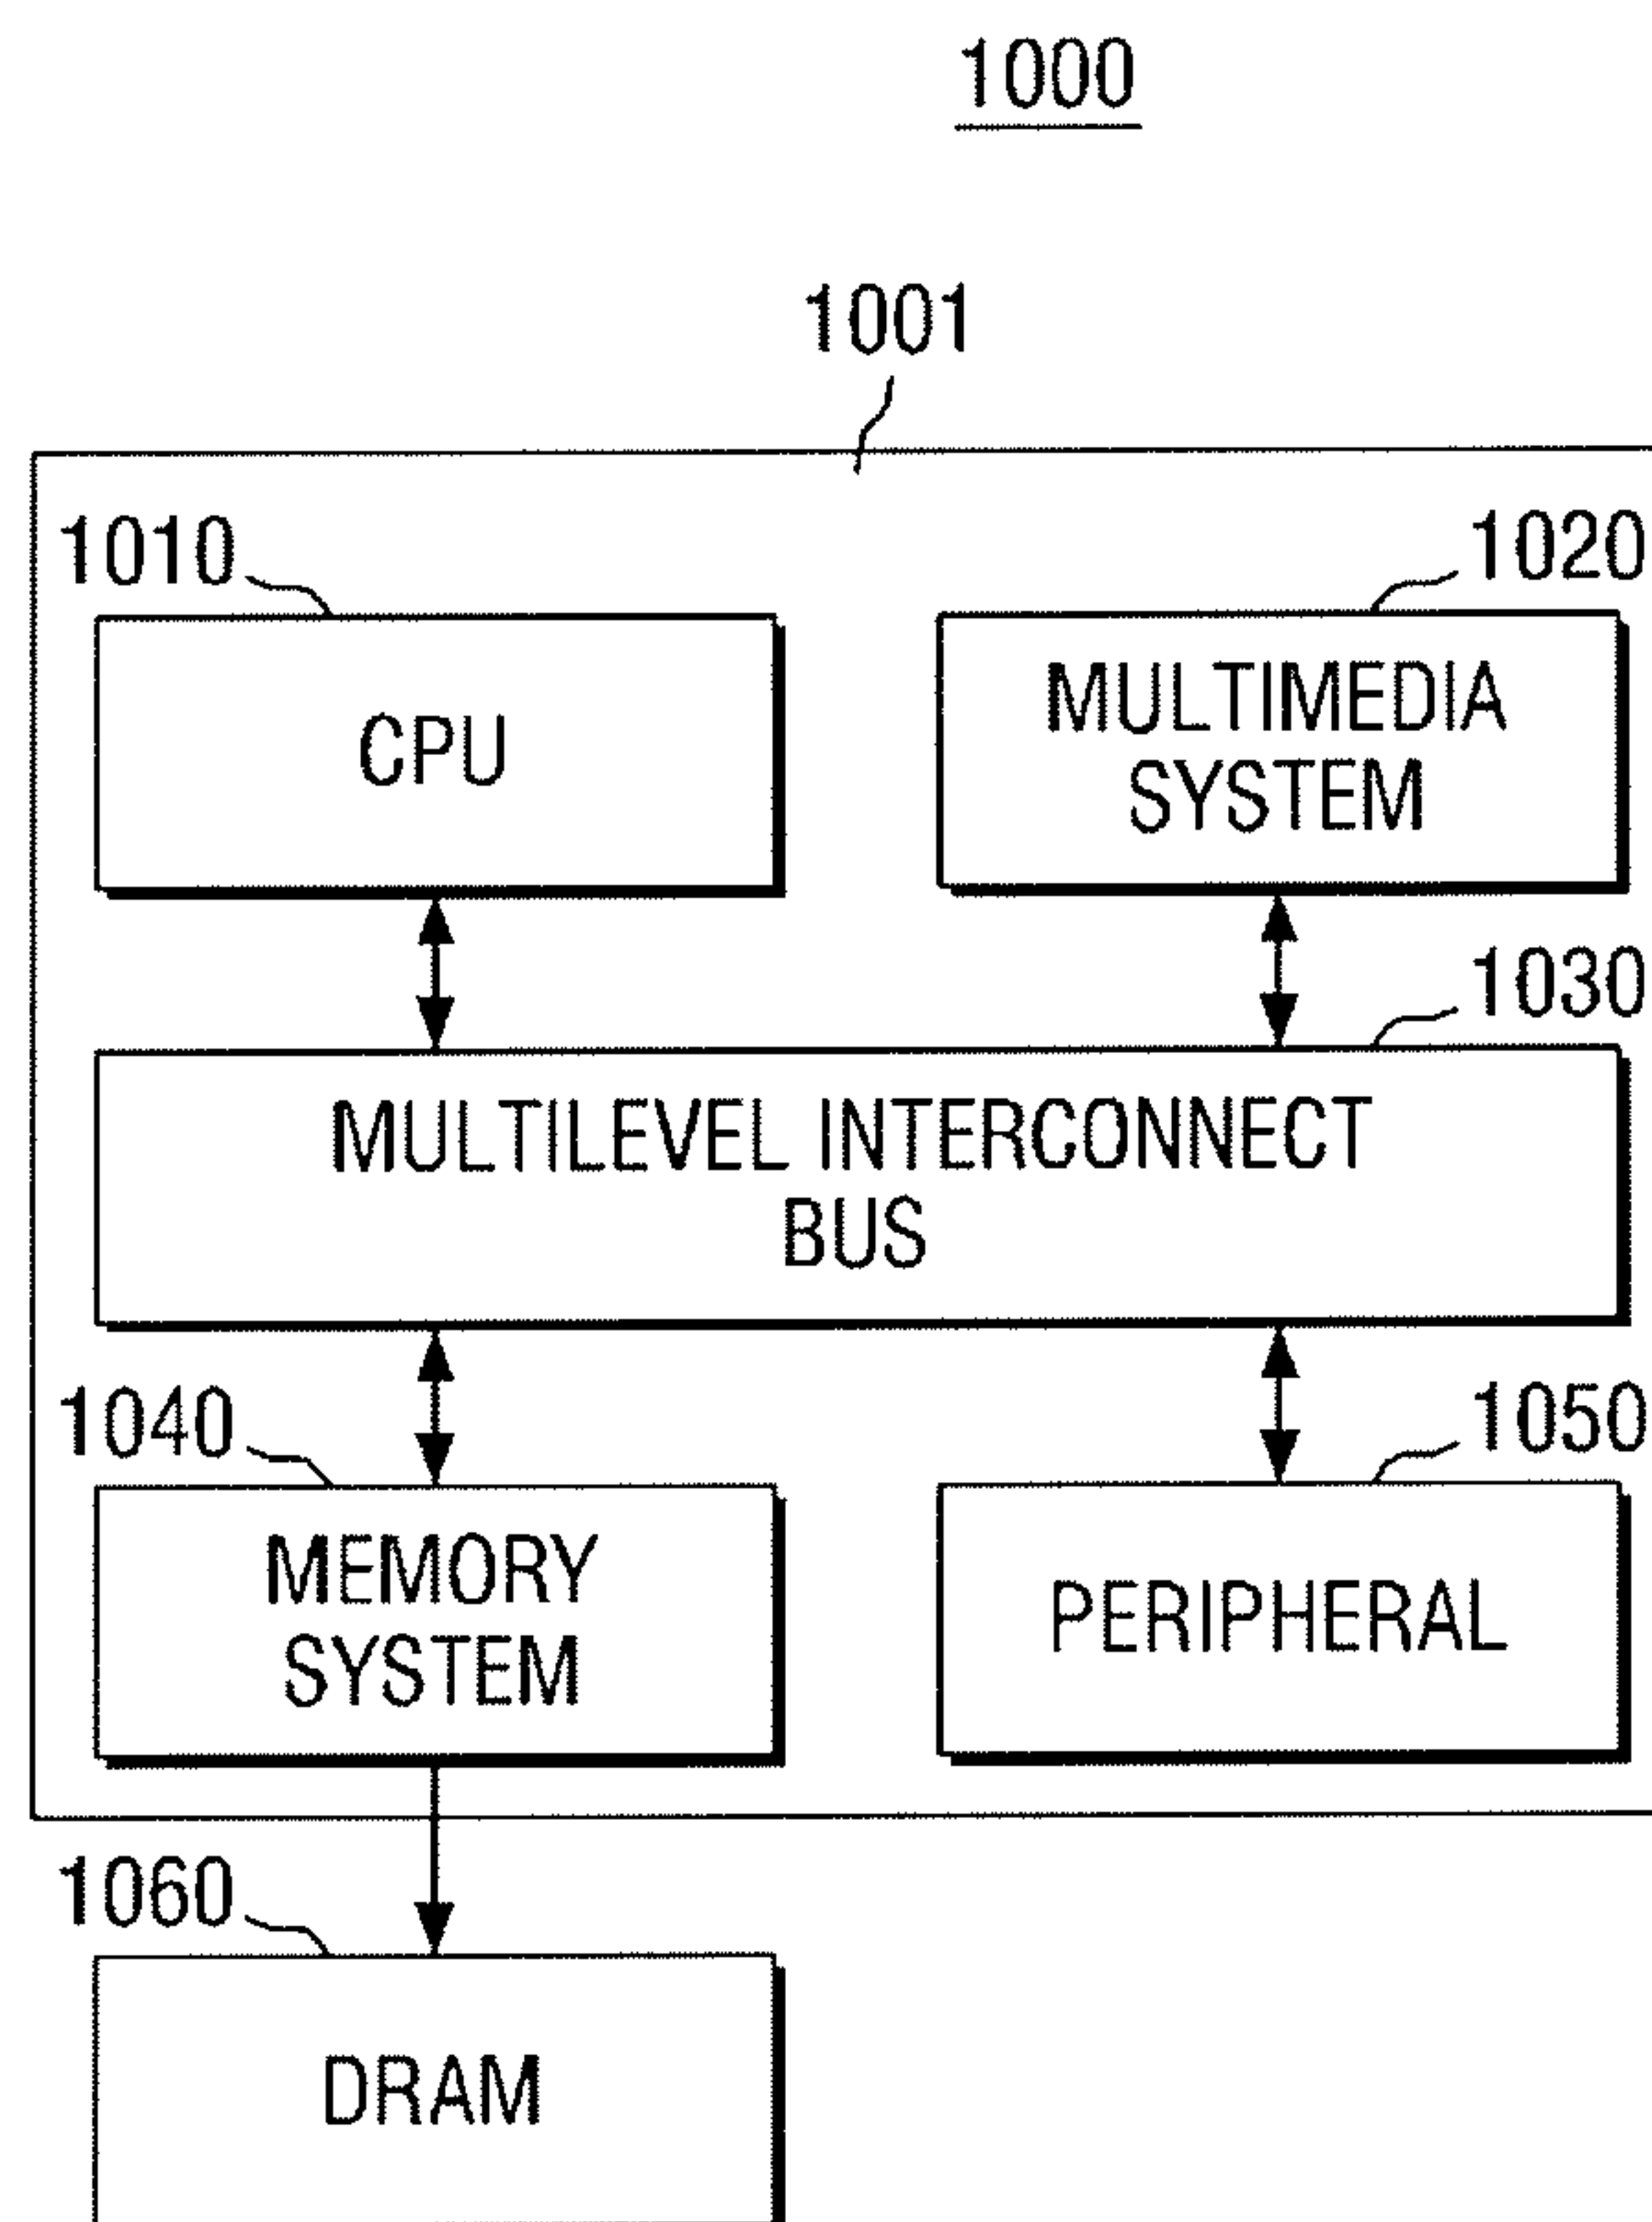 1000
1001
1010
1020
CPU
MULTIMEDIA
SYSTEM
1030
MULTILEVEL INTERCONNECT
BUS
1040
1050
MEMORY
SYSTEM
PERIPHERAL
1060
DRAM